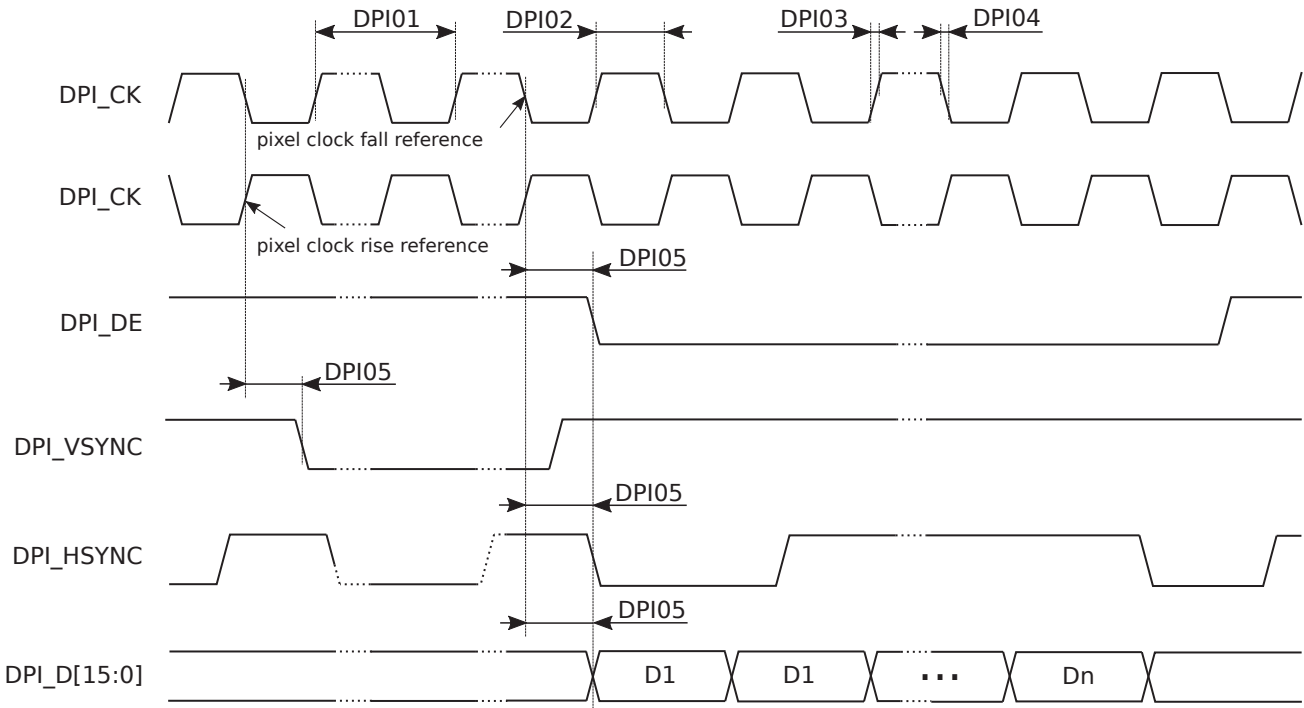 DPI01
DPI02
DPI03
DPI04
DPI_CK
pixel clock fall reference
DPI_CK
pixel clock rise reference
DPI05
DPI_DE
DPI05
DPI_VSYNC
DPI05
DPI_HSYNC
DPI05
DPI_D[15:0]
D1
D1
...
Dn